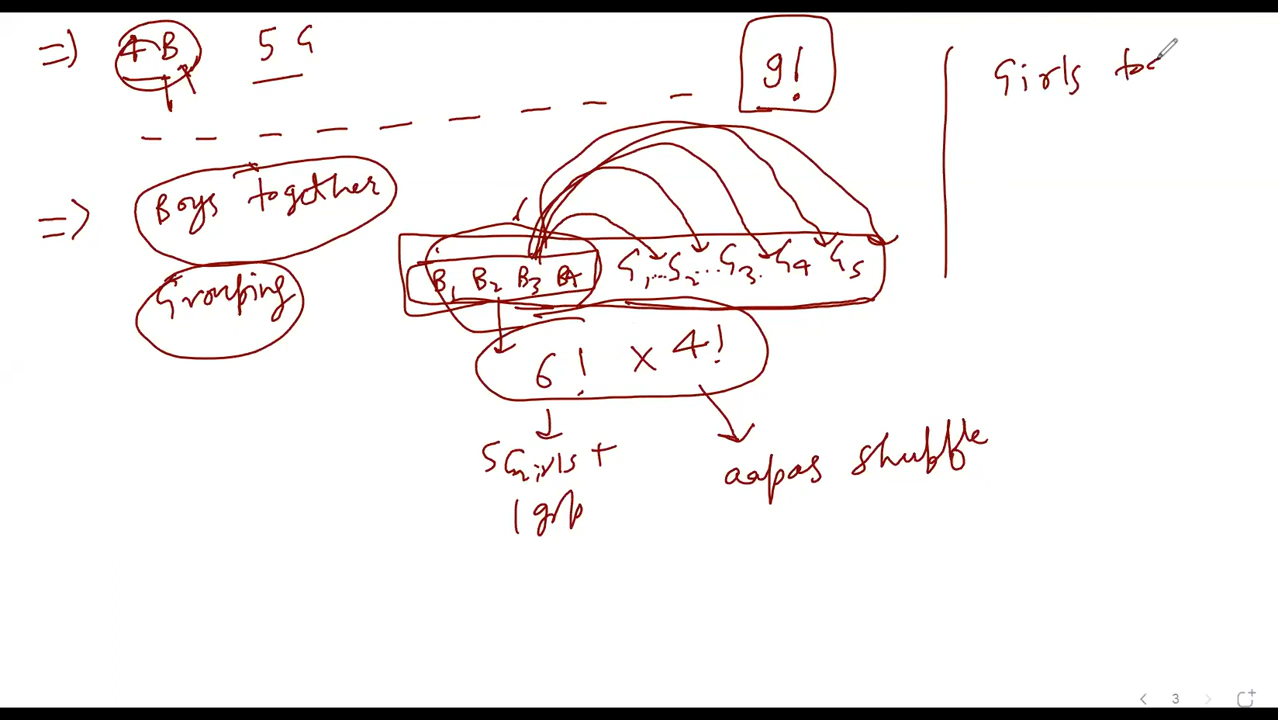 => 4B 5G
9!
Girls to
=> Boys together
Grouping
B1 B2 B3 B4 G1...G2...G3. G4 G5
6! x 4!
5 Girls +
1 grp
aapas shuffle
3